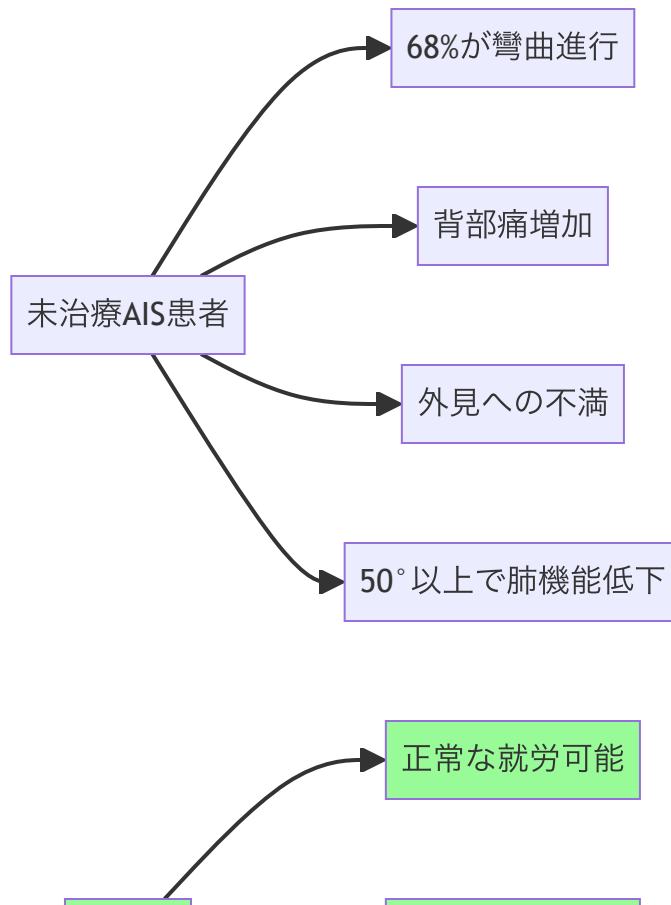 68%が彎曲進行
背部痛増加
未治療AIS患者
外見への不満
50°以上で肺機能低下
正常な就労可能